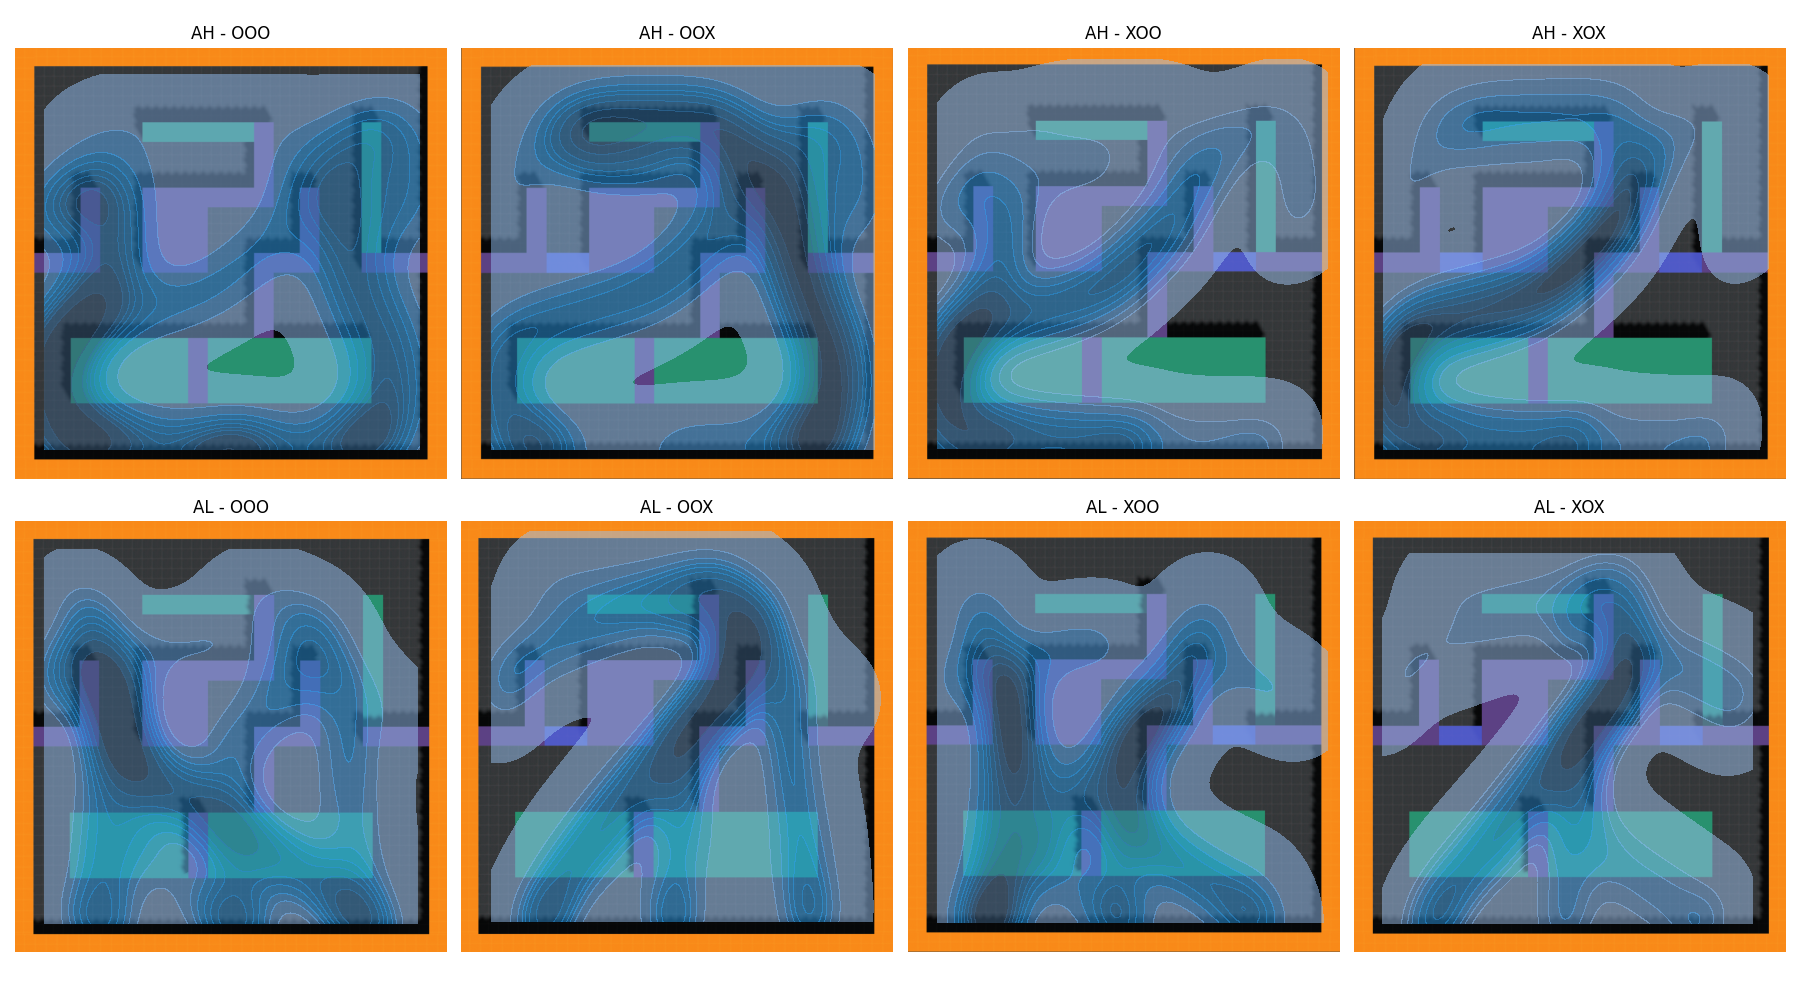 AH - OOO
AH - OOX
AH - XOO
AH - XOX
AL - OOO
AL - OOX
AL - XOO
AL - XOX